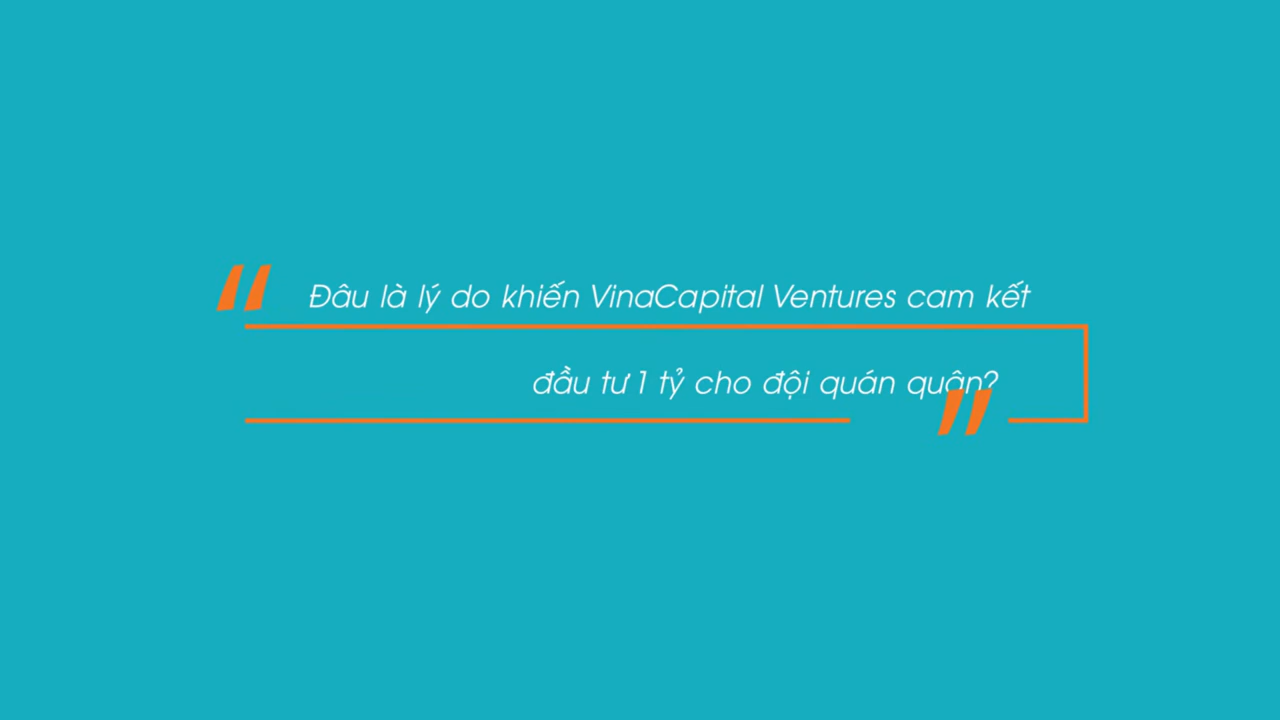 Đâu là lý do khiến VinaCapital Ventures cam kết
đầu tư 1 tỷ cho đội quán quân?